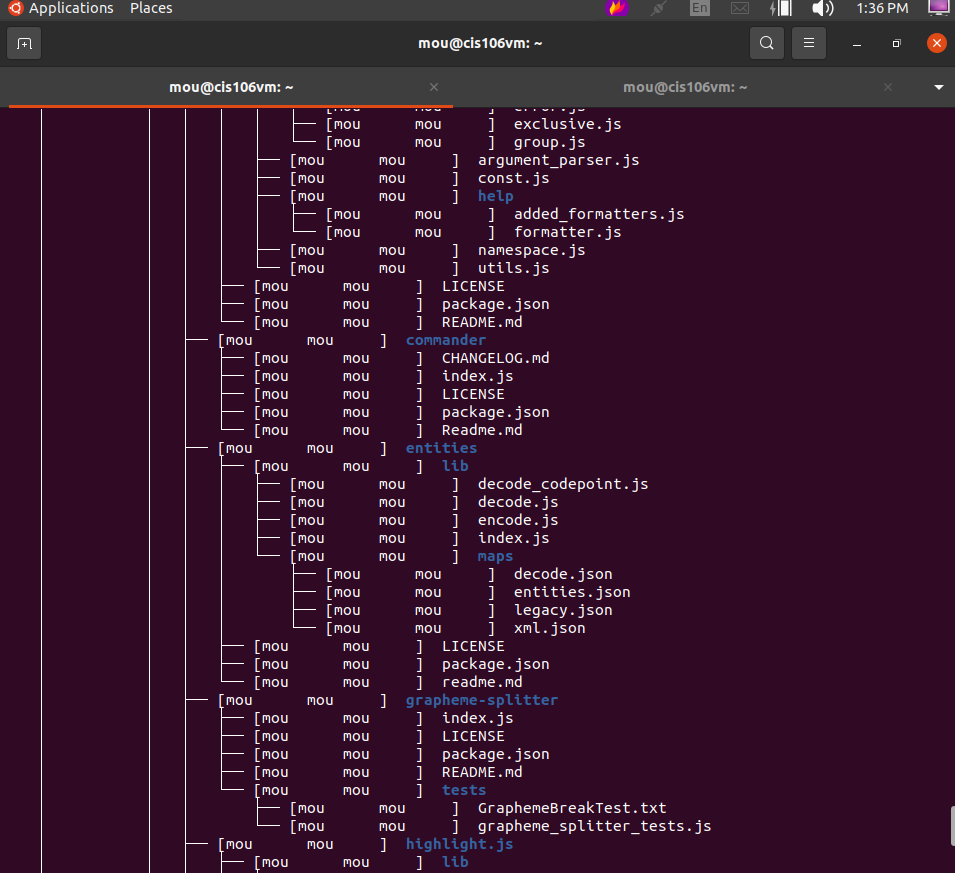 Applications Places En 1:36 PM
mou@cis106vm: ~
mou@cis106vm: ~ × mou@cis106vm: ~ ×
[mou mou ] error.js
[mou mou ] exclusive.js
[mou mou ] group.js
[mou mou ] argument_parser.js
[mou mou ] const.js
[mou mou ] help
[mou mou ] added_formatters.js
[mou mou ] formatter.js
[mou mou ] namespace.js
[mou mou ] utils.js
[mou mou ] LICENSE
[mou mou ] package.json
[mou mou ] README.md
[mou mou ] commander
[mou mou ] CHANGELOG.md
[mou mou ] index.js
[mou mou ] LICENSE
[mou mou ] package.json
[mou mou ] Readme.md
[mou mou ] entities
[mou mou ] lib
[mou mou ] decode_codepoint.js
[mou mou ] decode.js
[mou mou ] encode.js
[mou mou ] index.js
[mou mou ] maps
[mou mou ] decode.json
[mou mou ] entities.json
[mou mou ] legacy.json
[mou mou ] xml.json
[mou mou ] LICENSE
[mou mou ] package.json
[mou mou ] readme.md
[mou mou ] grapheme-splitter
[mou mou ] index.js
[mou mou ] LICENSE
[mou mou ] package.json
[mou mou ] README.md
[mou mou ] tests
[mou mou ] GraphemeBreakTest.txt
[mou mou ] grapheme_splitter_tests.js
[mou mou ] highlight.js
[mou mou ] lib